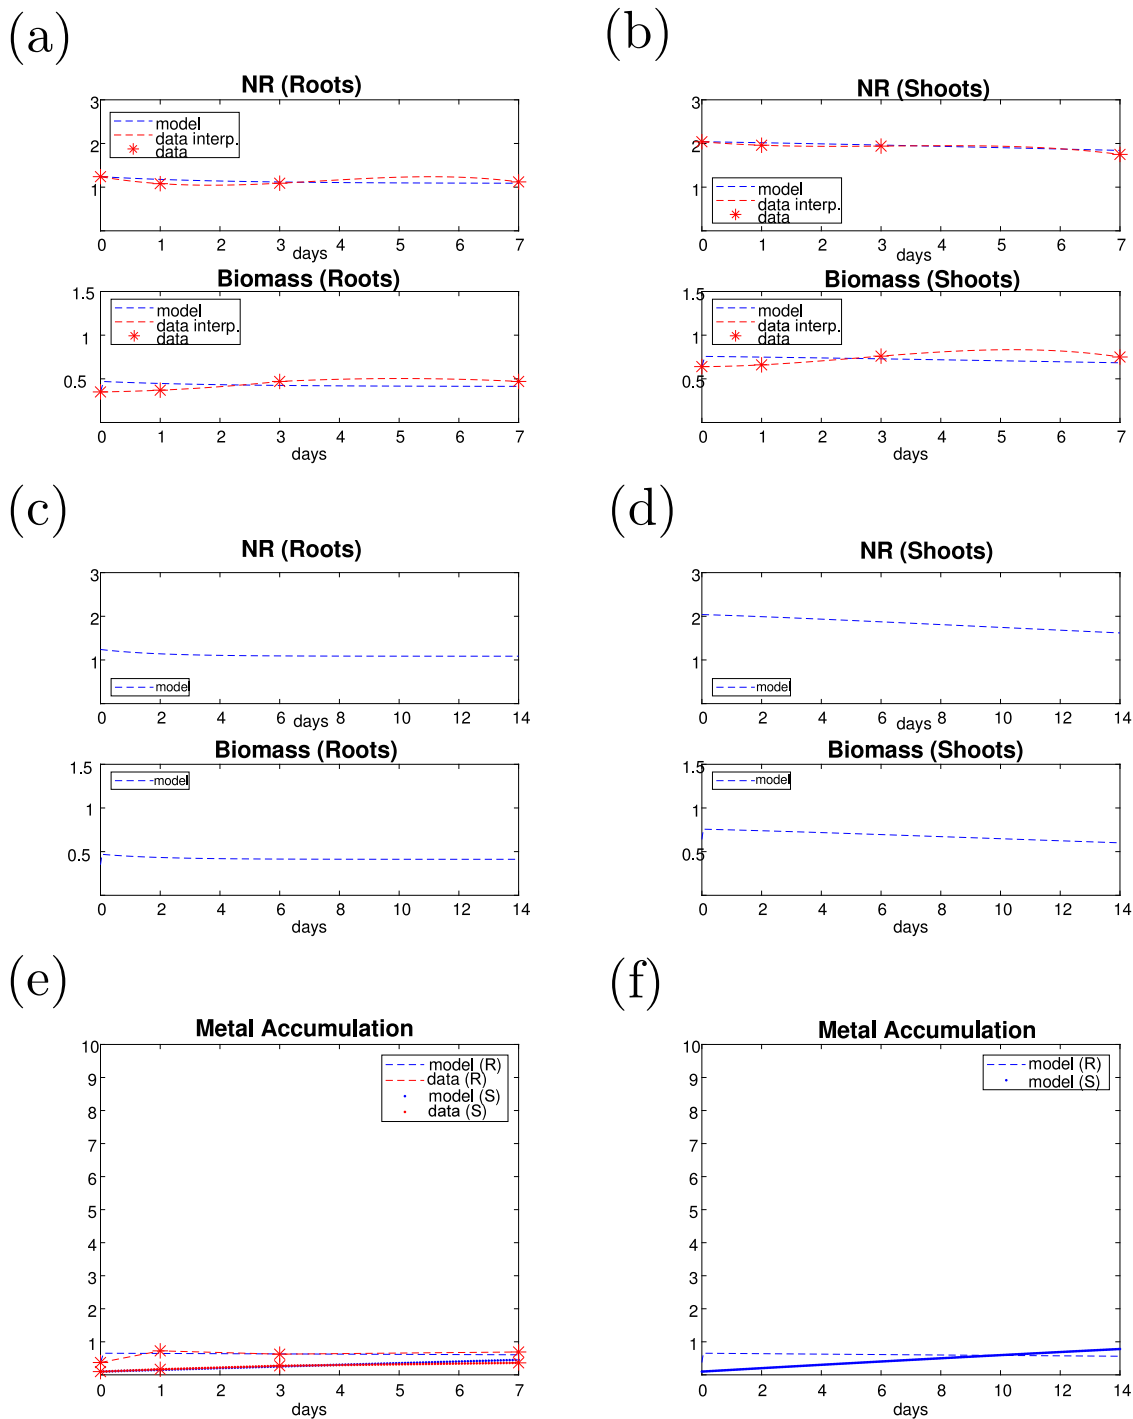 (a)
NR (Roots)
3
2
1
model
data interp.
data
0 1 2 3 4 5 6 7
days
Biomass (Roots)
1.5
1
0.5
model
data interp.
data
0 1 2 3 4 5 6 7
days
(b)
NR (Shoots)
3
2
1
model
data interp.
data
0 1 2 3 4 5 6 7
days
Biomass (Shoots)
1.5
1
0.5
model
data interp.
data
0 1 2 3 4 5 6 7
days
(c)
NR (Roots)
3
2
1
model
0 2 4 6 8 10 12 14
days
Biomass (Roots)
1.5
1
0.5
model
0 2 4 6 8 10 12 14
days
(d)
NR (Shoots)
3
2
1
model
0 2 4 6 8 10 12 14
days
Biomass (Shoots)
1.5
1
0.5
model
0 2 4 6 8 10 12 14
days
(e)
Metal Accumulation
10
9
8
7
6
5
4
3
2
1
model (R)
data (R)
model (S)
data (S)
0 1 2 3 4 5 6 7
days
(f)
Metal Accumulation
10
9
8
7
6
5
4
3
2
1
model (R)
model (S)
0 2 4 6 8 10 12 14
days